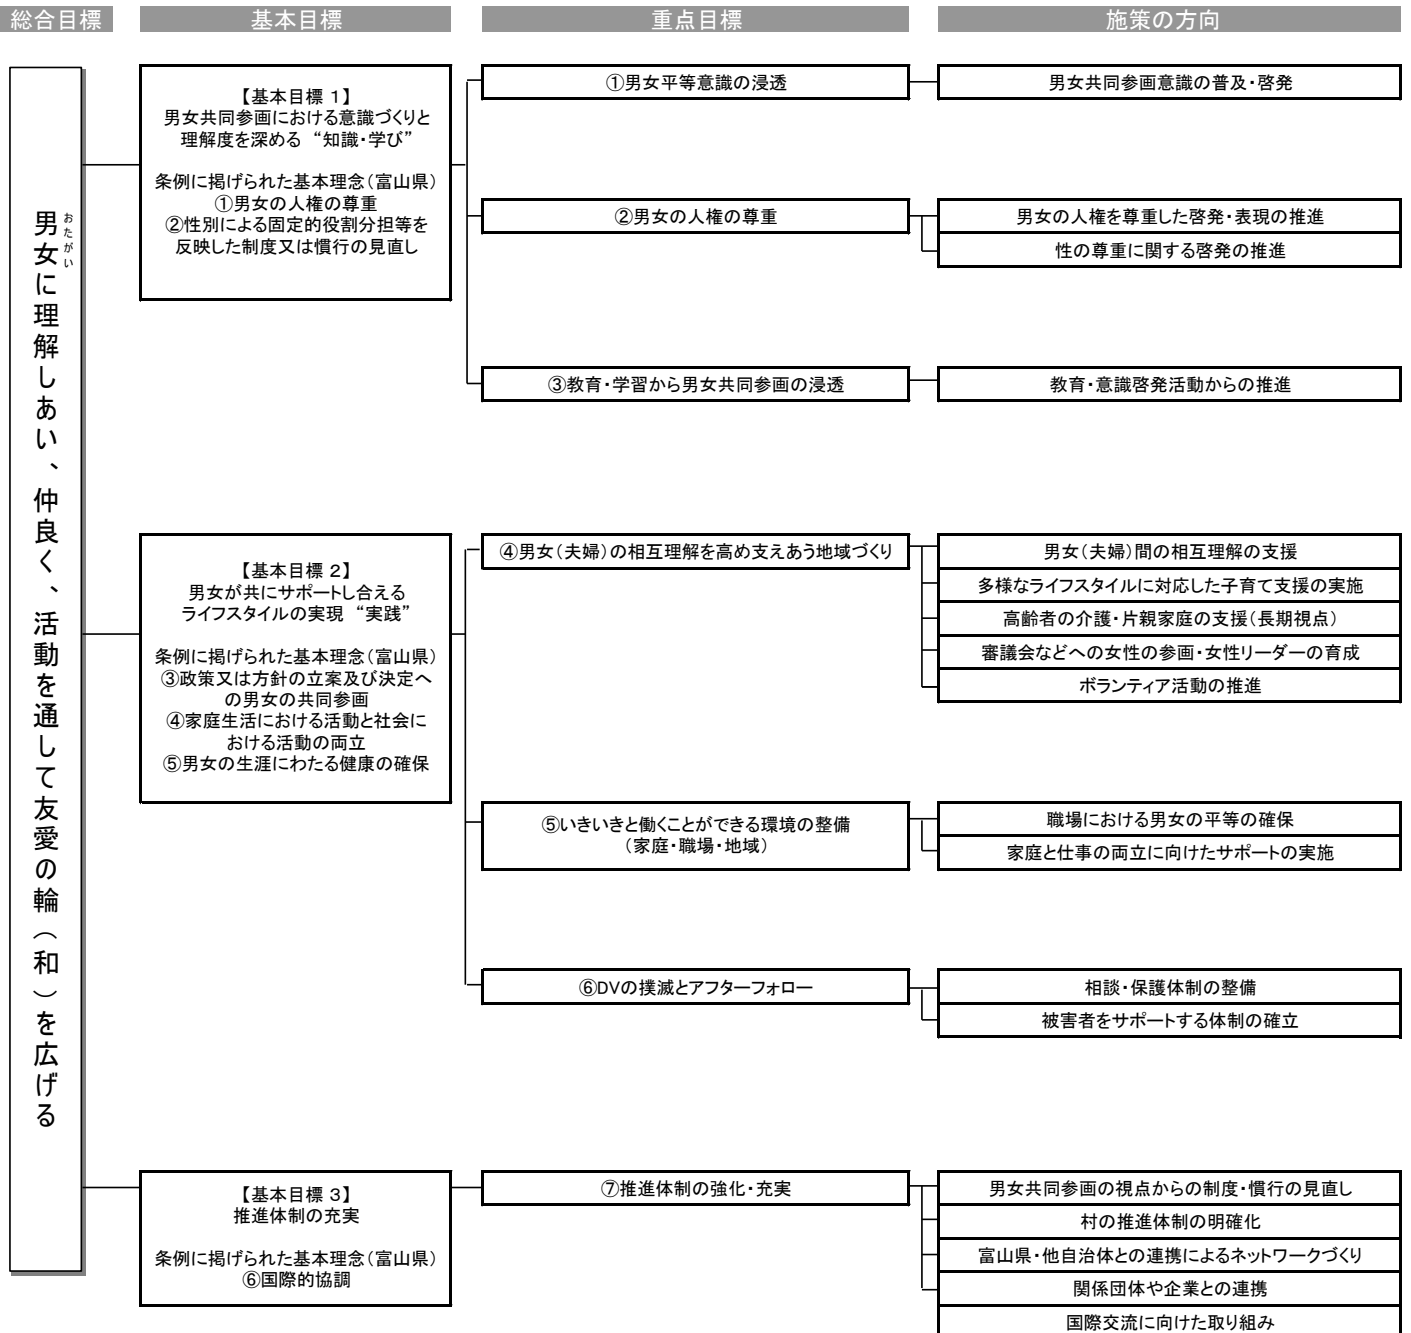 総合目標
基本目標
重点目標
施策の方向
男女に理解しあい、仲良く、活動を通して友愛の輪（和）を広げる
おたがい
【基本目標 1】
男女共同参画における意識づくりと
理解度を深める “知識・学び”
条例に掲げられた基本理念（富山県）
①男女の人権の尊重
②性別による固定的役割分担等を
反映した制度又は慣行の見直し
①男女平等意識の浸透
男女共同参画意識の普及・啓発
②男女の人権の尊重
男女の人権を尊重した啓発・表現の推進
性の尊重に関する啓発の推進
③教育・学習から男女共同参画の浸透
教育・意識啓発活動からの推進
【基本目標 2】
男女が共にサポートし合える
ライフスタイルの実現 “実践”
条例に掲げられた基本理念（富山県）
③政策又は方針の立案及び決定へ
の男女の共同参画
④家庭生活における活動と社会に
おける活動の両立
⑤男女の生涯にわたる健康の確保
④男女（夫婦）の相互理解を高め支えあう地域づくり
男女（夫婦）間の相互理解の支援
多様なライフスタイルに対応した子育て支援の実施
高齢者の介護・片親家庭の支援（長期視点）
審議会などへの女性の参画・女性リーダーの育成
ボランティア活動の推進
⑤いきいきと働くことができる環境の整備
（家庭・職場・地域）
職場における男女の平等の確保
家庭と仕事の両立に向けたサポートの実施
⑥DVの撲滅とアフターフォロー
相談・保護体制の整備
被害者をサポートする体制の確立
【基本目標 3】
推進体制の充実
条例に掲げられた基本理念（富山県）
⑥国際的協調
⑦推進体制の強化・充実
男女共同参画の視点からの制度・慣行の見直し
村の推進体制の明確化
富山県・他自治体との連携によるネットワークづくり
関係団体や企業との連携
国際交流に向けた取り組み